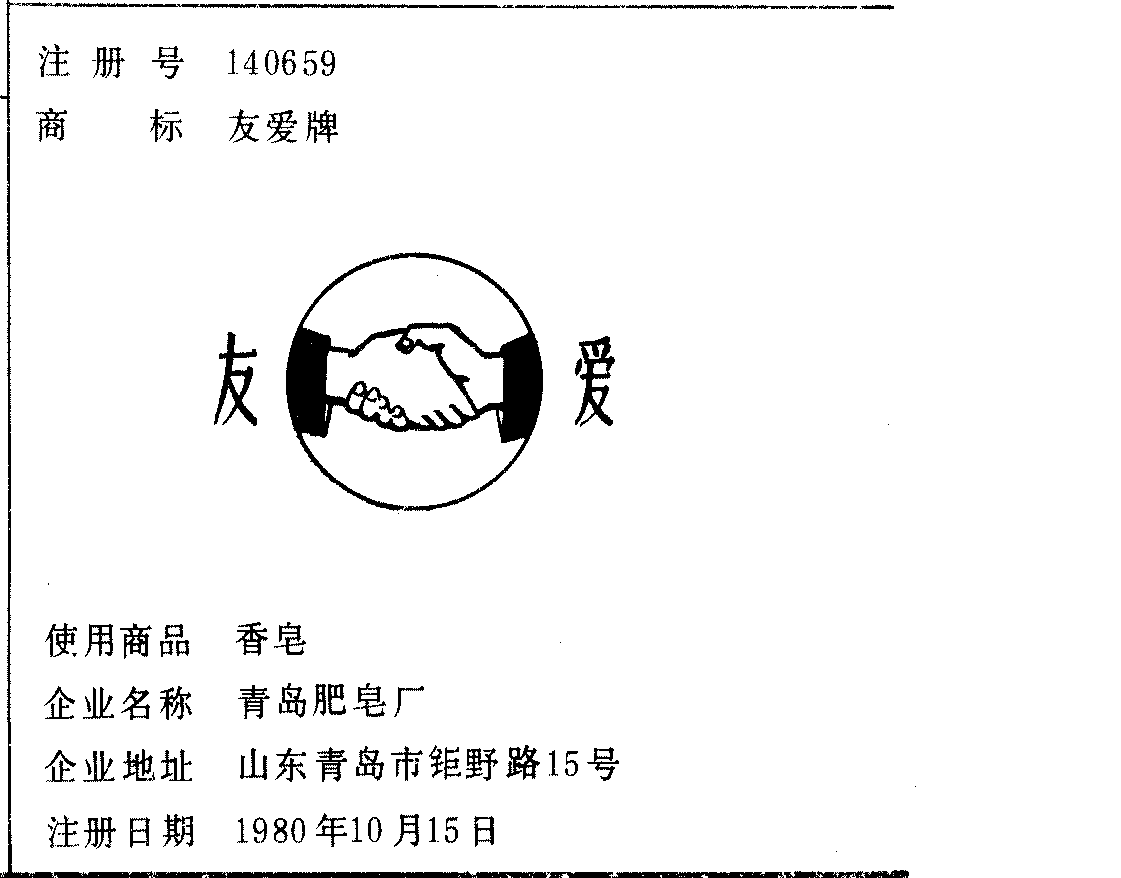 注册号 140659
商标 友爱牌
友 爱
使用商品 香皂
企业名称 青岛肥皂厂
企业地址 山东青岛市钜野路15号
注册日期 1980年10月15日